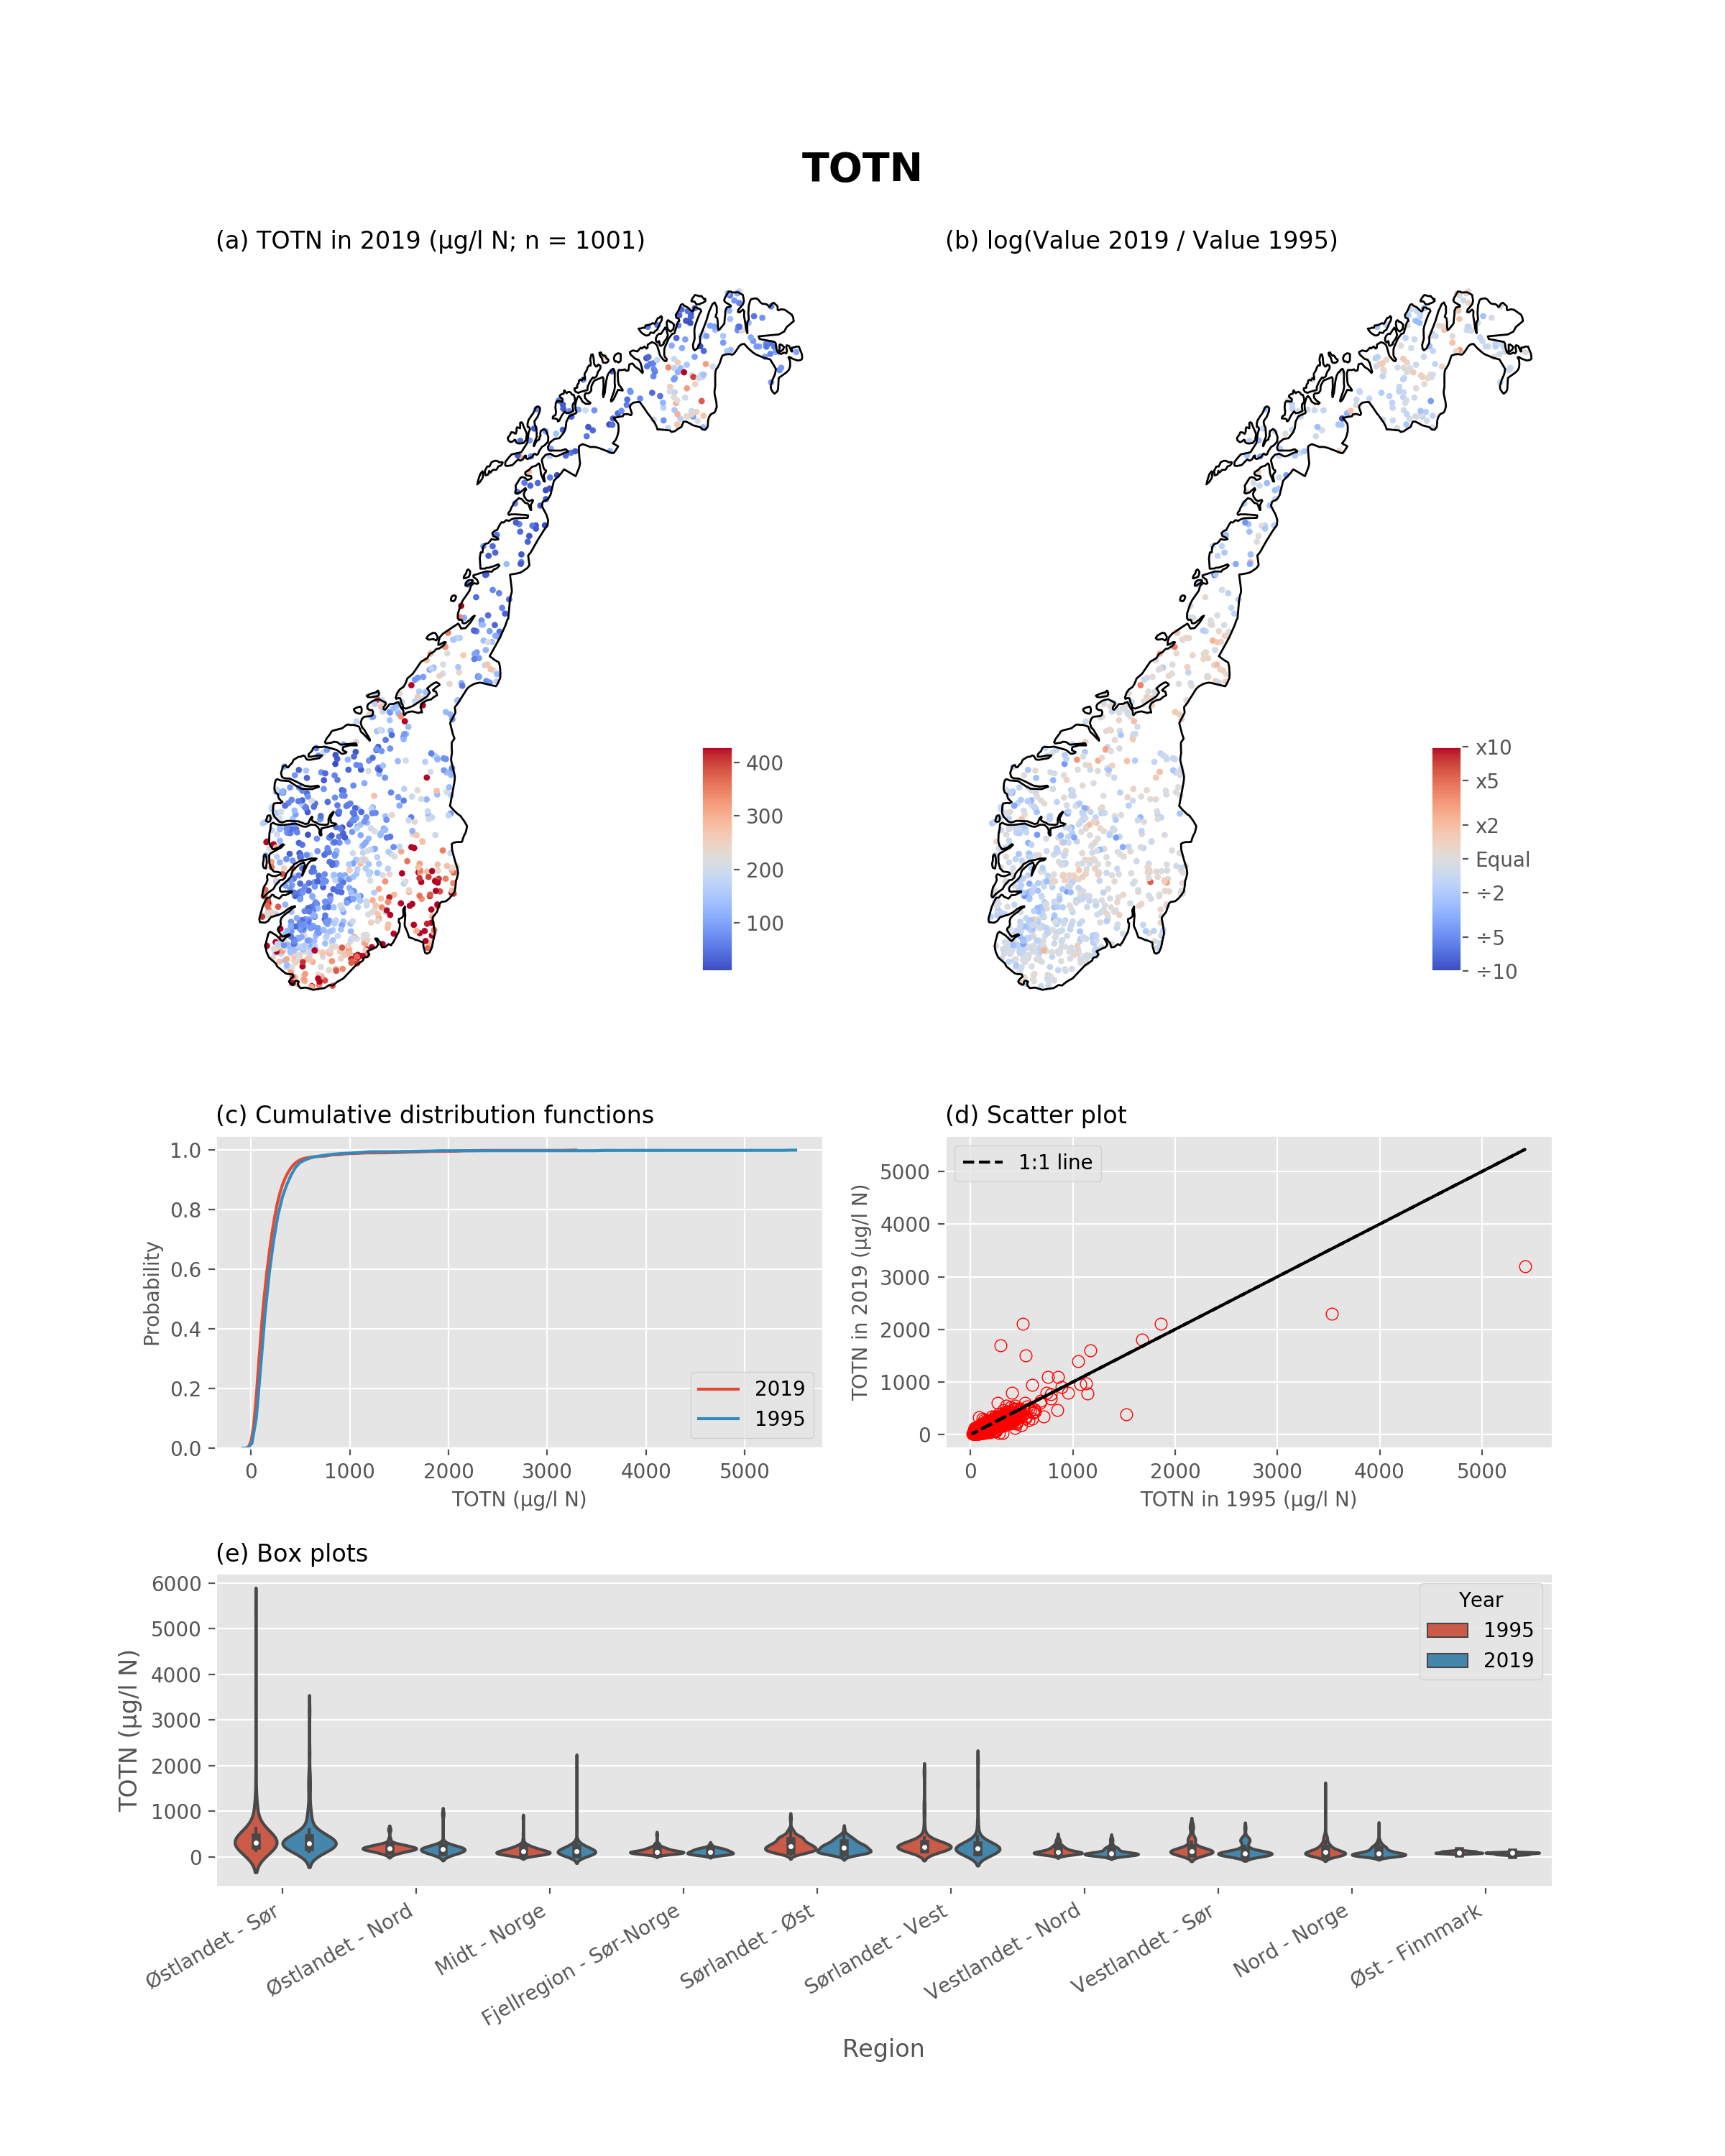 TOTN
(a) TOTN in 2019 (µg/l N; n = 1001)
(b) log(Value 2019 / Value 1995)
400
300
200
100
x10
x5
x2
Equal
÷2
÷5
÷10
(c) Cumulative distribution functions
1.0
0.8
0.6
0.4
0.2
0.0
Probability
2019
1995
0 1000 2000 3000 4000 5000
TOTN (µg/l N)
(d) Scatter plot
1:1 line
5000
4000
3000
2000
1000
0
TOTN in 2019 (µg/l N)
0 1000 2000 3000 4000 5000
TOTN in 1995 (µg/l N)
(e) Box plots
6000
5000
4000
3000
2000
1000
0
TOTN (µg/l N)
Year
1995
2019
Østlandet - Sør
Østlandet - Nord
Midt - Norge
Fjellregion - Sør-Norge
Sørlandet - Øst
Sørlandet - Vest
Vestlandet - Nord
Vestlandet - Sør
Nord - Norge
Øst - Finnmark
Region